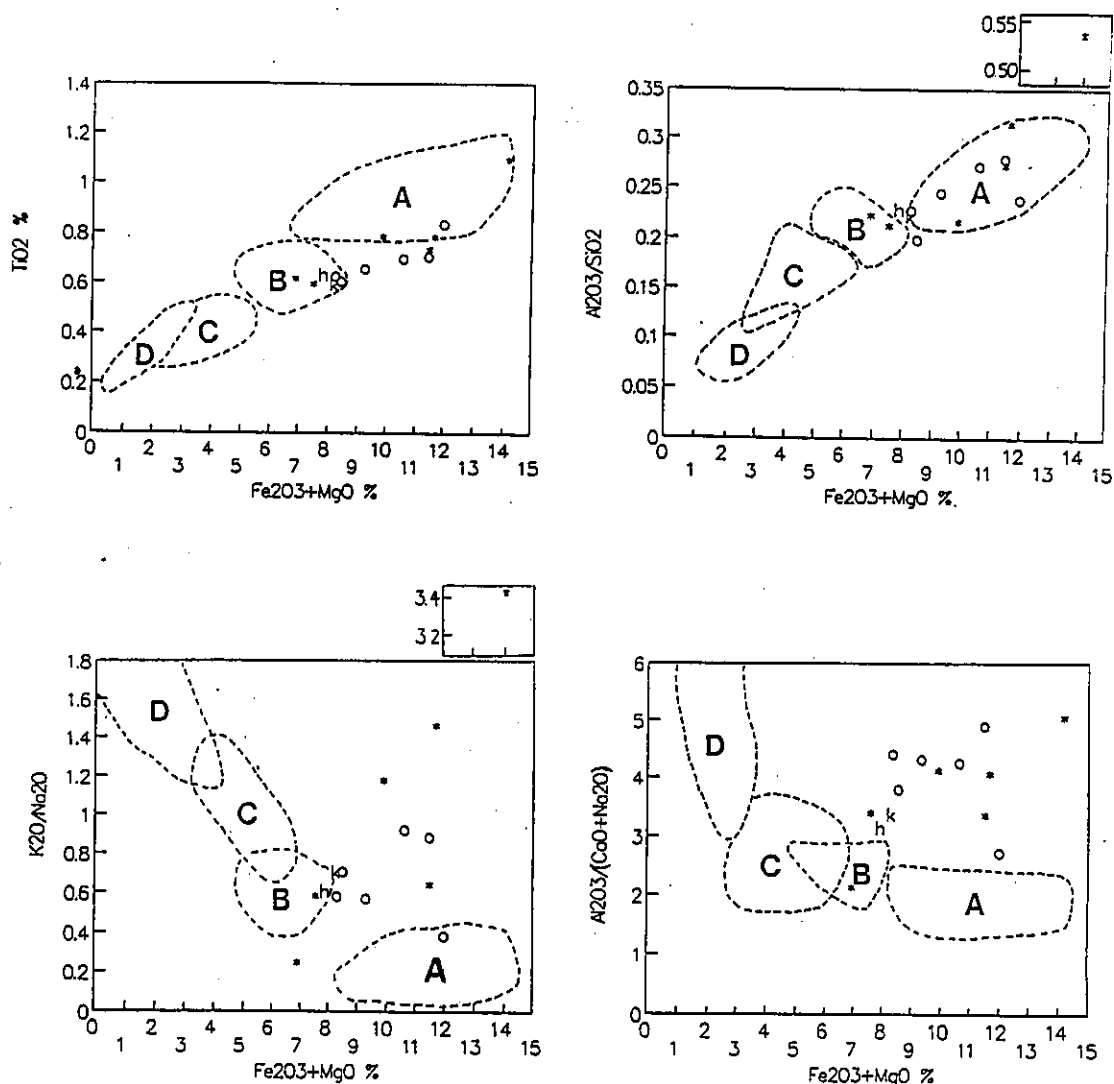 0.55
0.50
1.4
1.2
1
0.8
0.6
0.4
0.2
0
TiO2 %
A
B
C
D
h
k
0 2 4 6 8 10 12 14
1 3 5 7 9 11 13 15
Fe2O3+MgO %
0.35
0.3
0.25
0.2
0.15
0.1
0.05
0
Al2O3/SiO2
A
B
C
D
h
0 2 4 6 8 10 12 14
1 3 5 7 9 11 13 15
Fe2O3+MgO %
3.4
3.2
1.8
1.6
1.4
1.2
1
0.8
0.6
0.4
0.2
0
K2O/Na2O
D
C
B
A
k
h
0 2 4 6 8 10 12 14
1 3 5 7 9 11 13 15
Fe2O3+MgO %
6
5
4
3
2
1
0
Al2O3/(CaO+Na2O)
D
C
B
A
h k
0 2 4 6 8 10 12 14
1 3 5 7 9 11 13 15
Fe2O3+MgO %